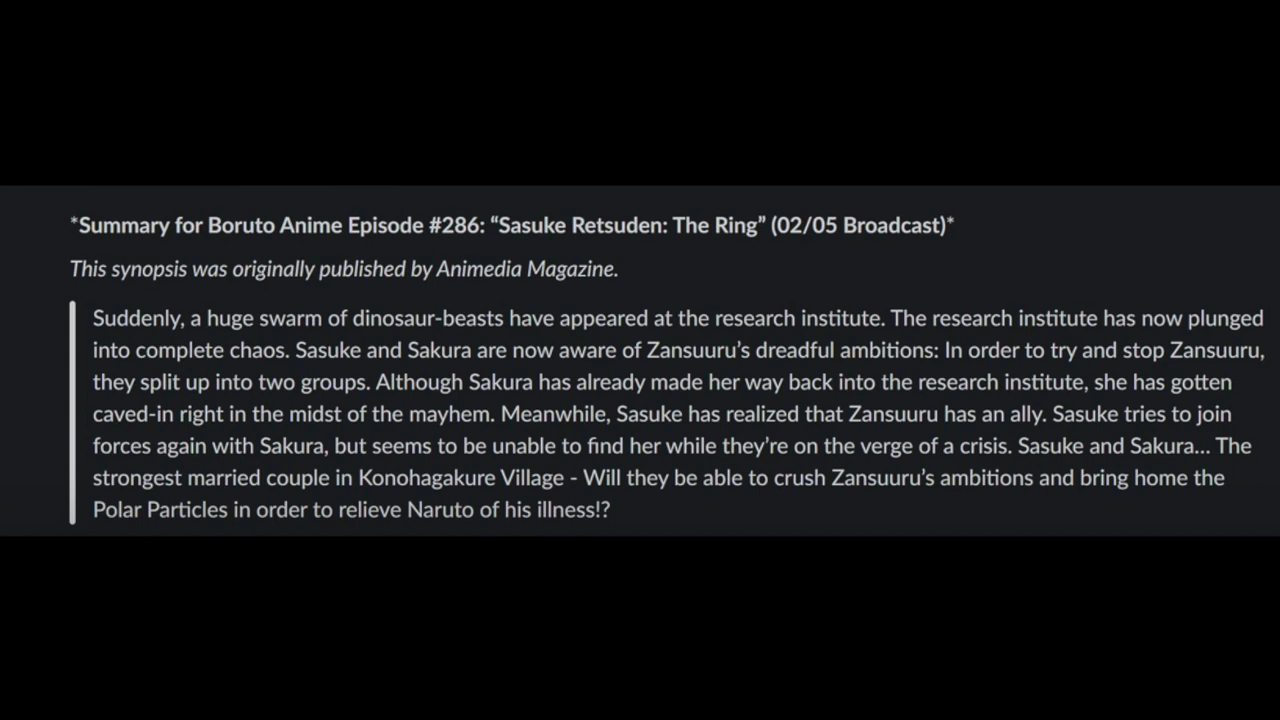 *Summary for Boruto Anime Episode #286: “Sasuke Retsuden: The Ring” (02/05 Broadcast)*
This synopsis was originally published by Animedia Magazine.
Suddenly, a huge swarm of dinosaur-beasts have appeared at the research institute. The research institute has now plunged
into complete chaos. Sasuke and Sakura are now aware of Zansuuru’s dreadful ambitions: In order to try and stop Zansuuru,
they split up into two groups. Although Sakura has already made her way back into the research institute, she has gotten
caved-in right in the midst of the mayhem. Meanwhile, Sasuke has realized that Zansuuru has an ally. Sasuke tries to join
forces again with Sakura, but seems to be unable to find her while they’re on the verge of a crisis. Sasuke and Sakura... The
strongest married couple in Konohagakure Village - Will they be able to crush Zansuuru’s ambitions and bring home the
Polar Particles in order to relieve Naruto of his illness!?